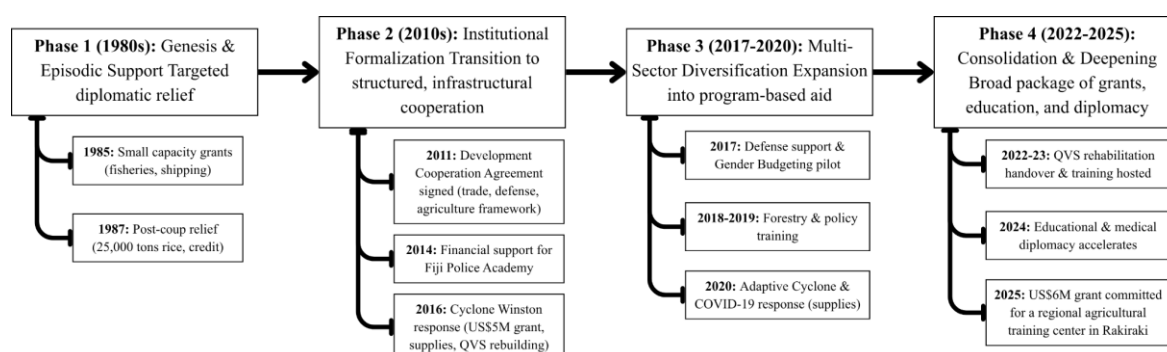 Phase 1 (1980s): Genesis &
Episodic Support Targeted
diplomatic relief
1985: Small capacity grants
(fisheries, shipping)
1987: Post-coup relief
(25,000 tons rice, credit)
Phase 2 (2010s): Institutional
Formalization Transition to
structured, infrastructural
cooperation
2011: Development
Cooperation Agreement
signed (trade, defense,
agriculture framework)
2014: Financial support for
Fiji Police Academy
2016: Cyclone Winston
response (US$5M grant,
supplies, QVS rebuilding)
Phase 3 (2017-2020): Multi-
Sector Diversification Expansion
into program-based aid
2017: Defense support &
Gender Budgeting pilot
2018-2019: Forestry & policy
training
2020: Adaptive Cyclone &
COVID-19 response (supplies)
Phase 4 (2022-2025):
Consolidation & Deepening
Broad package of grants,
education, and diplomacy
2022-23: QVS rehabilitation
handover & training hosted
2024: Educational & medical
diplomacy accelerates
2025: US$6M grant committed
for a regional agricultural
training center in Rakiraki